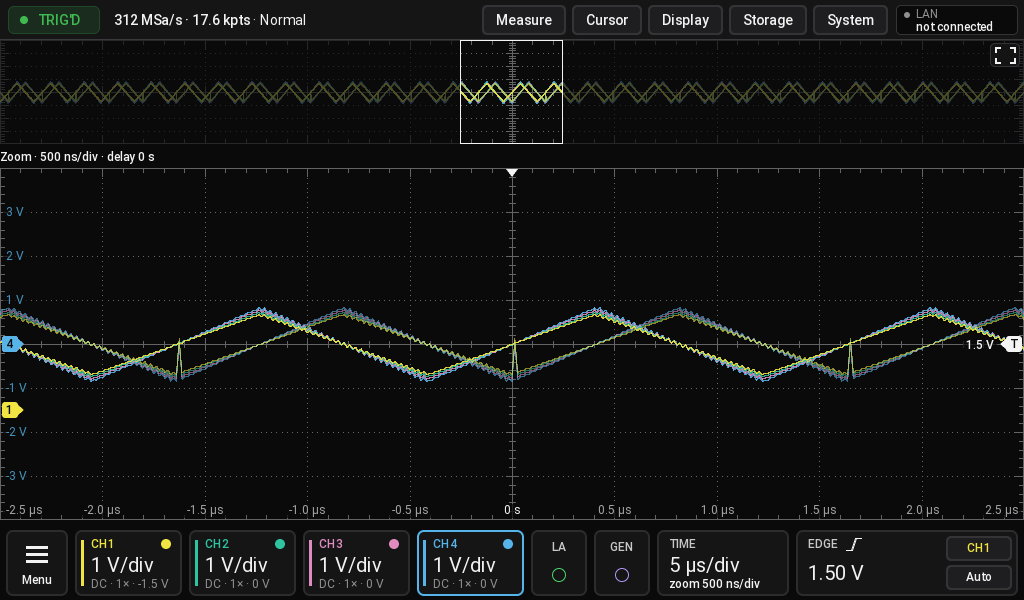 TRIG'D
312 MSa/s · 17.6 kpts · Normal
Measure
Cursor
Display
Storage
System
LAN
not connected
Zoom · 500 ns/div · delay 0 s
3 V
2 V
1 V
4
-1 V
1
-2 V
-3 V
1.5 V
T
-2.5 µs
-2.0 µs
-1.5 µs
-1.0 µs
-0.5 µs
0 s
0.5 µs
1.0 µs
1.5 µs
2.0 µs
2.5 µs
Menu
CH1
1 V/div
DC · 1× · -1.5 V
CH2
1 V/div
DC · 1× · 0 V
CH3
1 V/div
DC · 1× · 0 V
CH4
1 V/div
DC · 1× · 0 V
LA
GEN
TIME
5 µs/div
zoom 500 ns/div
EDGE
1.50 V
CH1
Auto